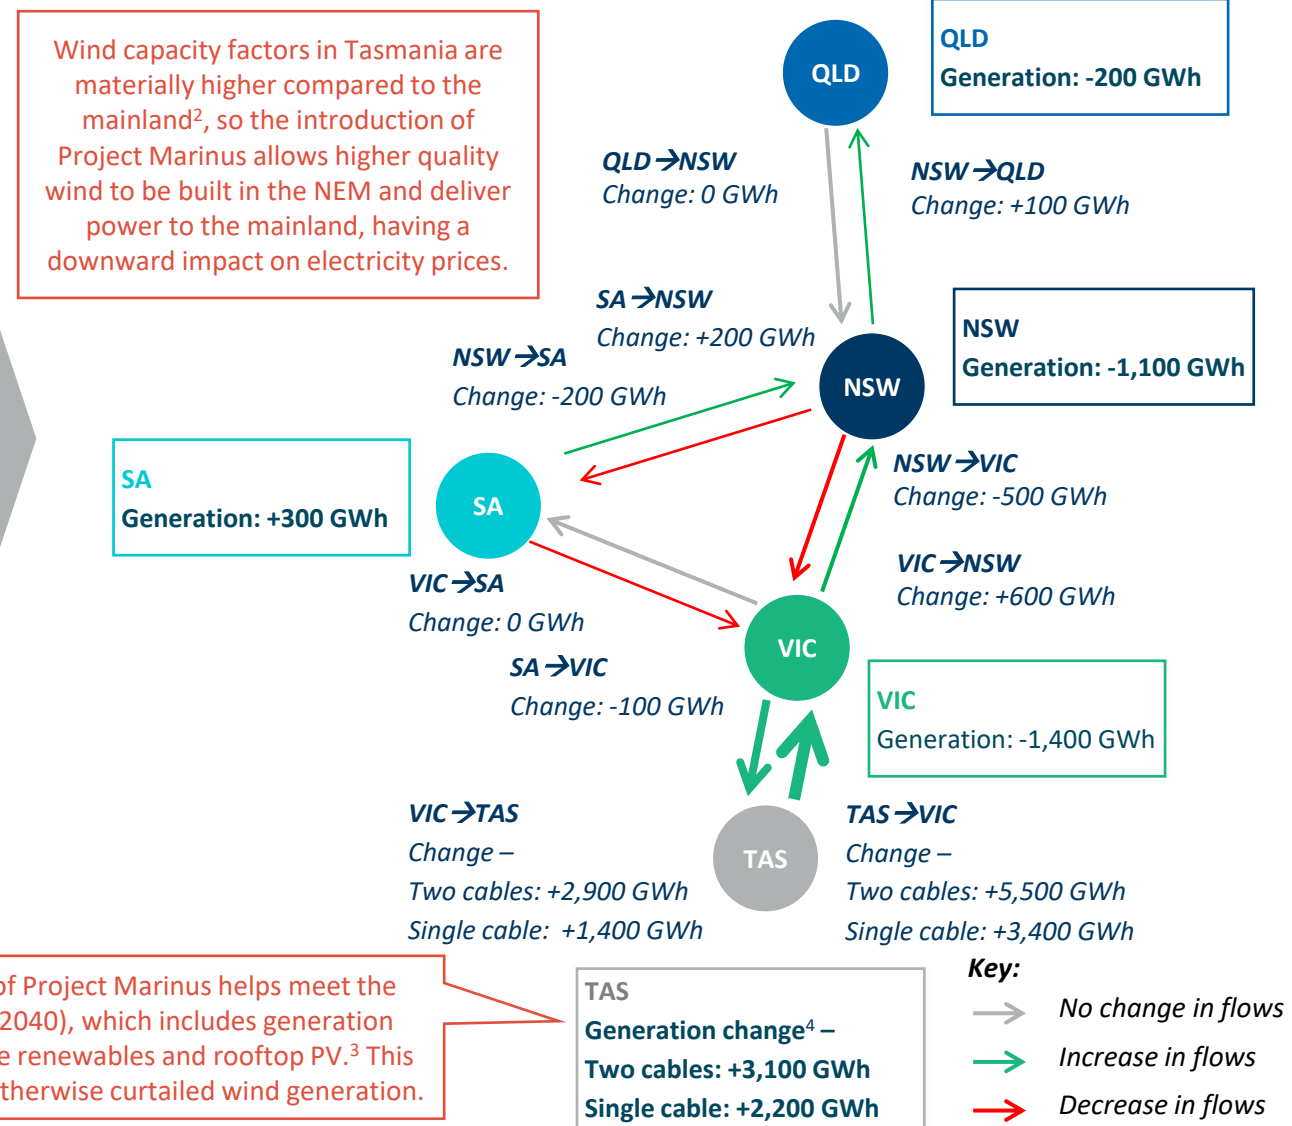 Wind capacity factors in Tasmania are
materially higher compared to the
mainland², so the introduction of
Project Marinus allows higher quality
wind to be built in the NEM and deliver
power to the mainland, having a
downward impact on electricity prices.
QLD
QLD
Generation: -200 GWh
QLD→NSW
Change: 0 GWh
NSW→QLD
Change: +100 GWh
SA→NSW
Change: +200 GWh
NSW→SA
Change: -200 GWh
NSW
NSW
Generation: -1,100 GWh
SA
Generation: +300 GWh
SA
NSW→VIC
Change: -500 GWh
VIC→NSW
Change: +600 GWh
VIC→SA
Change: 0 GWh
SA→VIC
Change: -100 GWh
VIC
VIC
Generation: -1,400 GWh
VIC→TAS
Change –
Two cables: +2,900 GWh
Single cable: +1,400 GWh
TAS
TAS→VIC
Change –
Two cables: +5,500 GWh
Single cable: +3,400 GWh
of Project Marinus helps meet the
2040), which includes generation
e renewables and rooftop PV.³ This
therwise curtailed wind generation.
TAS
Generation change⁴ –
Two cables: +3,100 GWh
Single cable: +2,200 GWh
Key:
No change in flows
Increase in flows
Decrease in flows